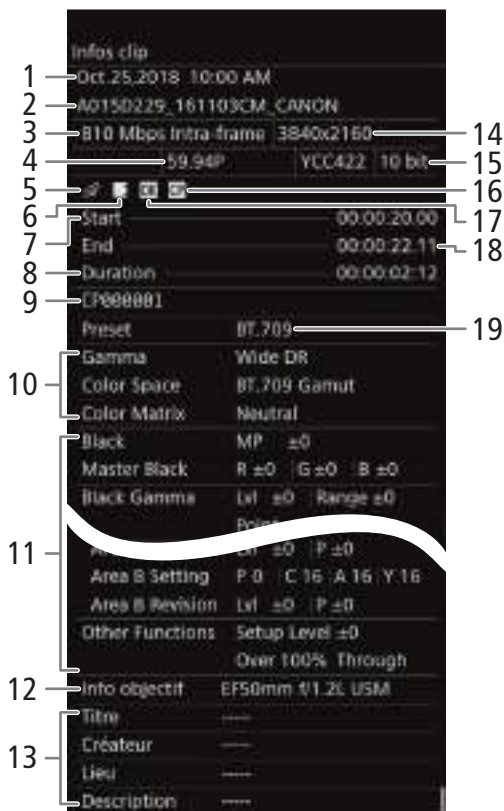 Infos clip
1 Oct.25.2018 10:00 AM
2 A015D229_161103CM_CANON
3 810 Mbps Intra-frame 3840x2160 14
4 59.94P YCC422 10 bit 15
5 16
6 17
7 Start 00:00:20.00
End 00:00:22.11 18
8 Duration 00:00:02:12
9 CP000001
Preset BT.709 19
Gamma Wide DR
10 Color Space BT.709 Gamut
Color Matrix Neutral
Black MP ±0
Master Black R ±0 G ±0 B ±0
Black Gamma Lvl ±0 Range ±0
11
±0 P ±0
Area B Setting P 0 C 16 A 16 Y 16
Area B Revision Lvl ±0 P ±0
Other Functions Setup Level ±0
Over 100% Through
12 Info objectif EF50mm f/1.2L USM
Titre -----
13 Créateur -----
Lieu -----
Description -----